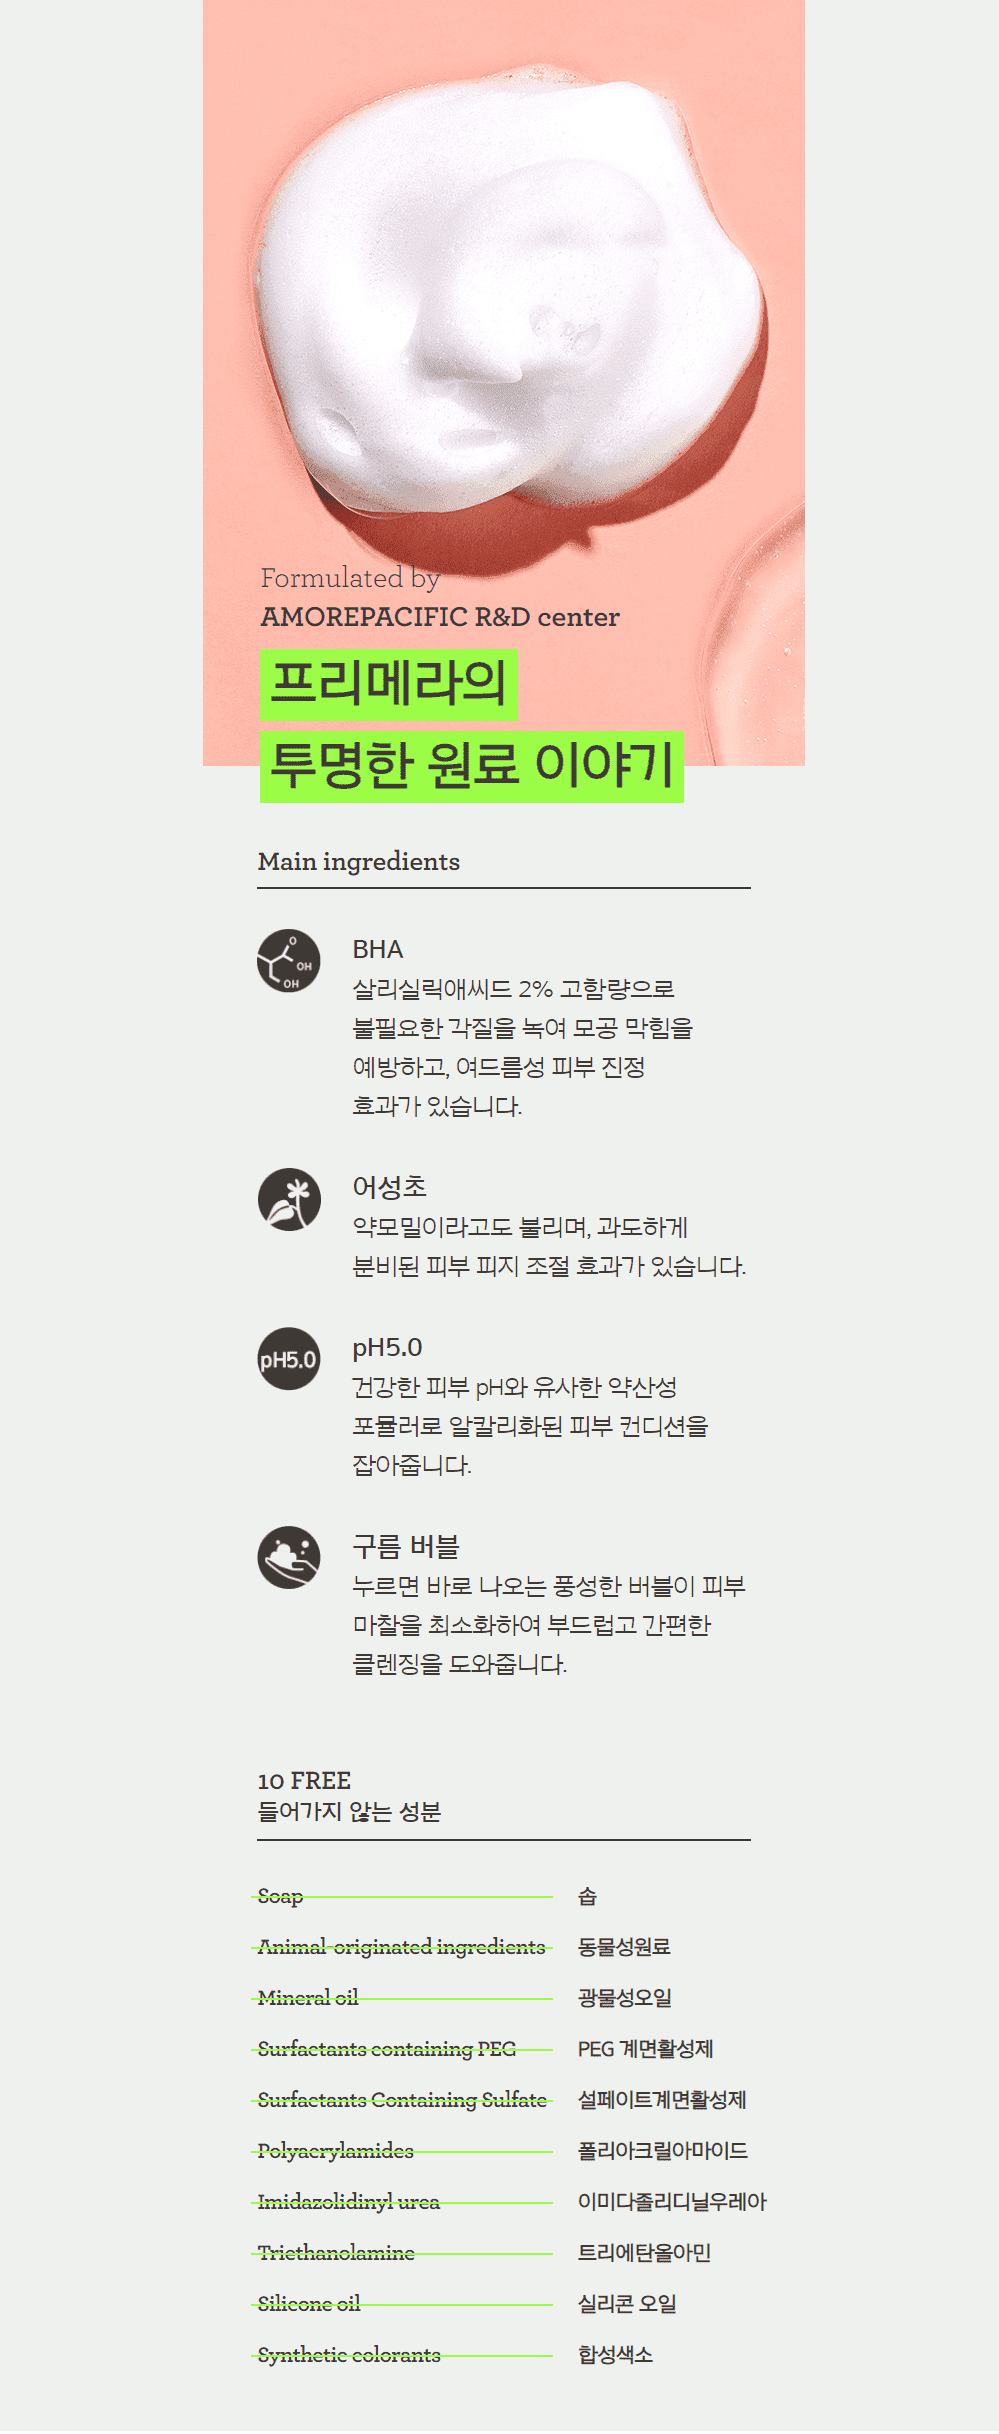 Formulated by
AMOREPACIFIC R&D center
프리메라의
투명한 원료 이야기
Main ingredients
O
OH
OH
BHA
살리실릭애씨드 2% 고함량으로
불필요한 각질을 녹여 모공 막힘을
예방하고, 여드름성 피부 진정
효과가 있습니다.
어성초
약모밀이라고도 불리며, 과도하게
분비된 피부 피지 조절 효과가 있습니다.
pH5.0
pH5.0
건강한 피부 pH와 유사한 약산성
포뮬러로 알칼리화된 피부 컨디션을
잡아줍니다.
구름 버블
누르면 바로 나오는 풍성한 버블이 피부
마찰을 최소화하여 부드럽고 간편한
클렌징을 도와줍니다.
10 FREE
들어가지 않는 성분
Soap 솝
Animal-originated ingredients 동물성원료
Mineral oil 광물성오일
Surfactants containing PEG PEG 계면활성제
Surfactants Containing Sulfate 설페이트계면활성제
Polyacrylamides 폴리아크릴아마이드
Imidazolidinyl urea 이미다졸리디닐우레아
Triethanolamine 트리에탄올아민
Silicone oil 실리콘 오일
Synthetic colorants 합성색소